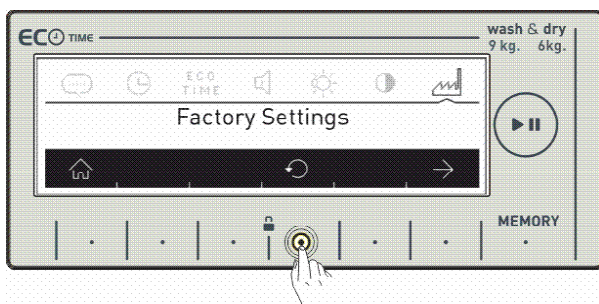 ECO TIME
wash & dry
9 kg. 6kg.
ECO
TIME
Factory Settings
MEMORY